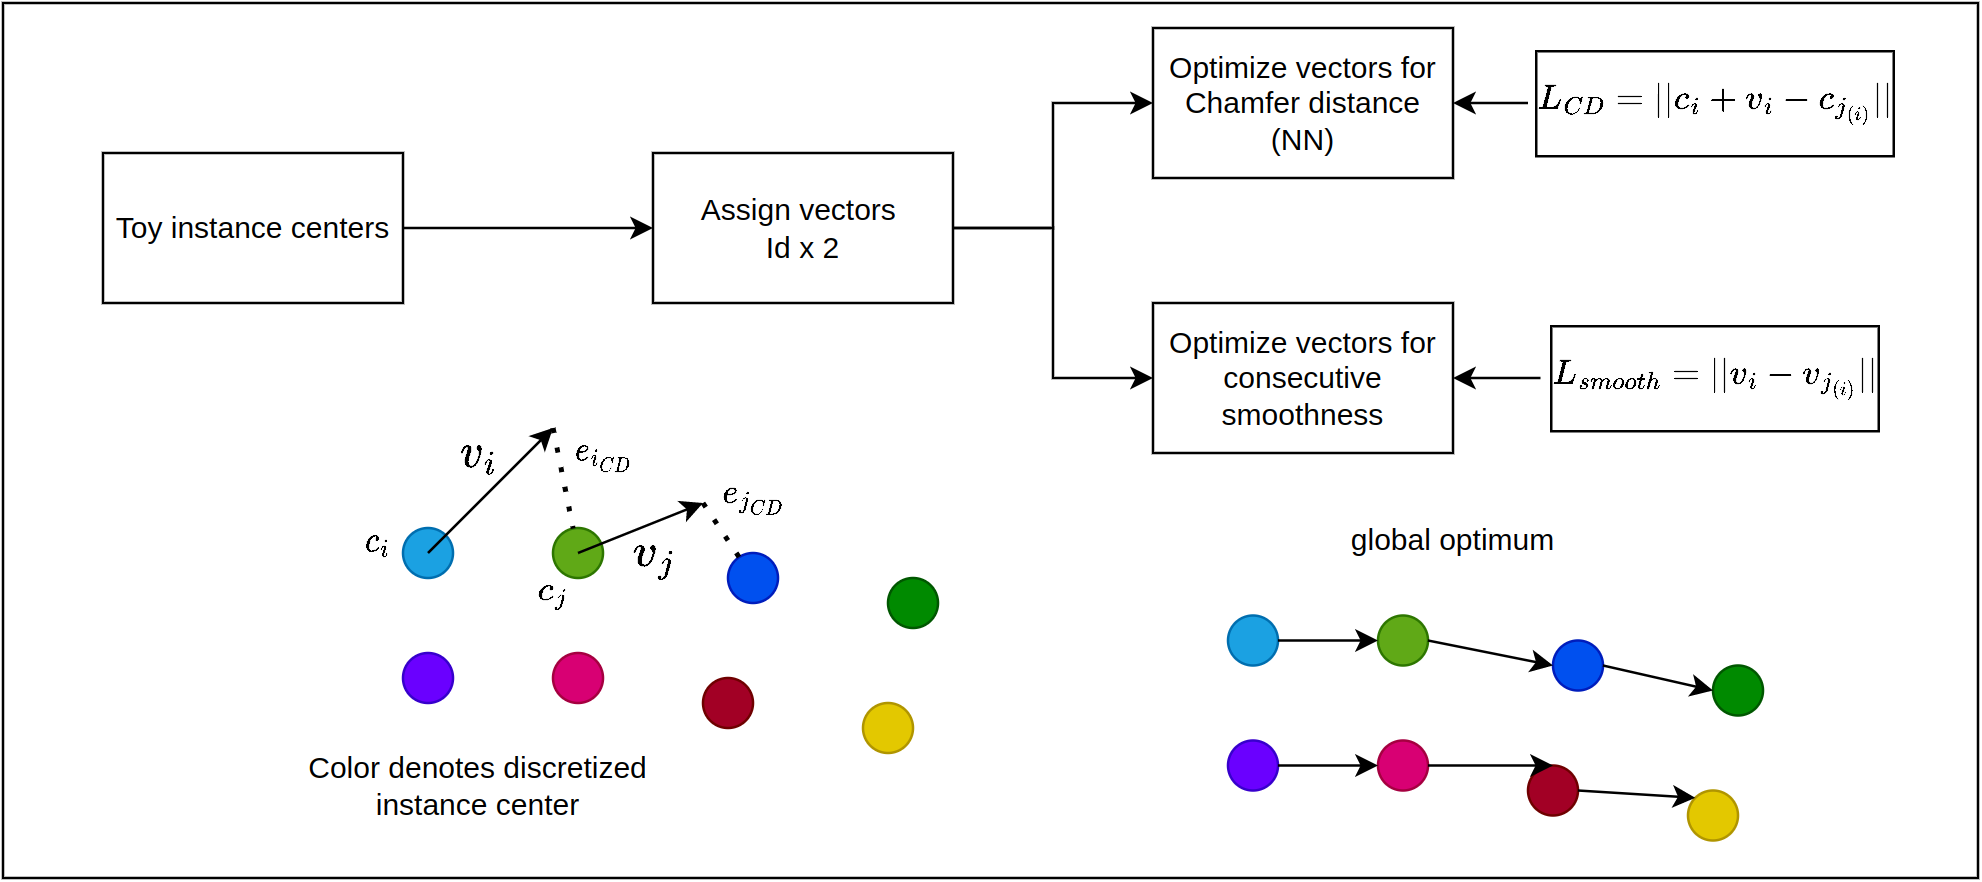 Optimize vectors for
Chamfer distance
(NN)
L_{CD} = ||c_i + v_i − c_{j_{(i)}}||
Toy instance centers
Assign vectors
Id x 2
Optimize vectors for
consecutive
smoothness
L_{smooth} = ||v_i − v_{j_{(i)}}||
v_i
e_{i_{CD}}
e_{j_{CD}}
c_i
v_j
c_j
global optimum
Color denotes discretized
instance center